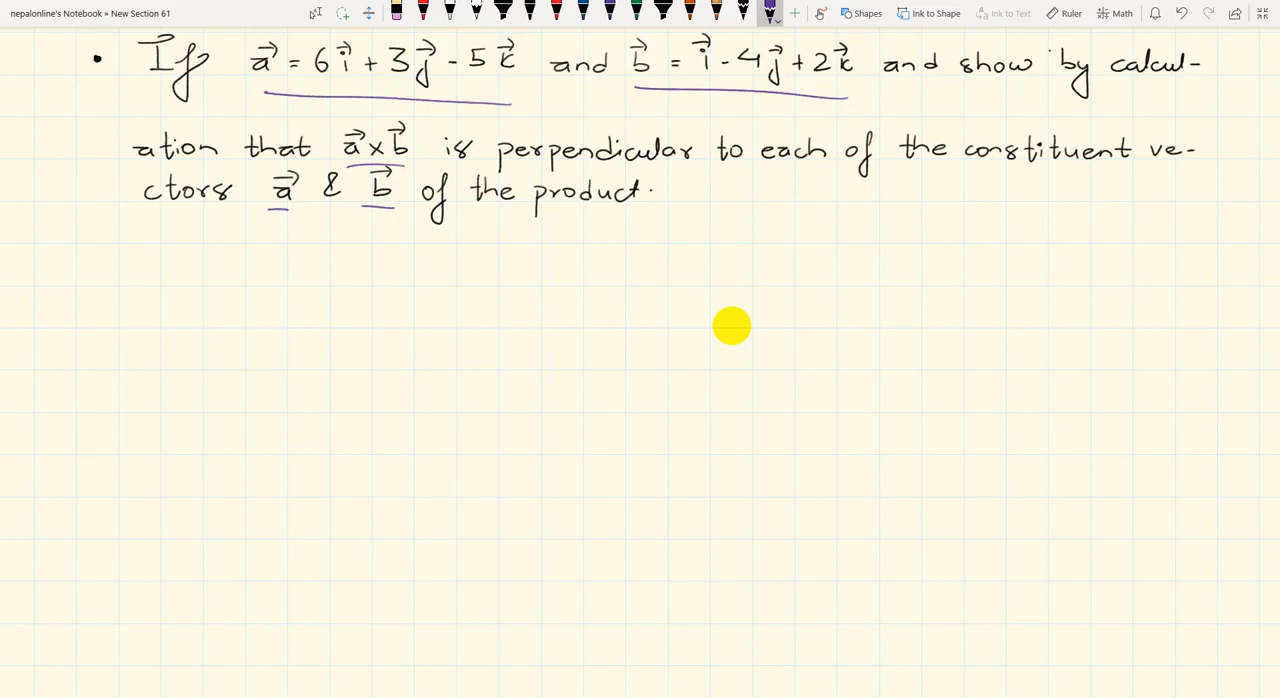 nepalonline's Notebook » New Section 61
Shapes Ink to Shape Ink to Text Ruler Math
• If a⃗ = 6i⃗ + 3j⃗ - 5k⃗ and b⃗ = i⃗ - 4j⃗ + 2k⃗ and show by calcul-
ation that a⃗ × b⃗ is perpendicular to each of the constituent ve-
ctors a⃗ & b⃗ of the product.